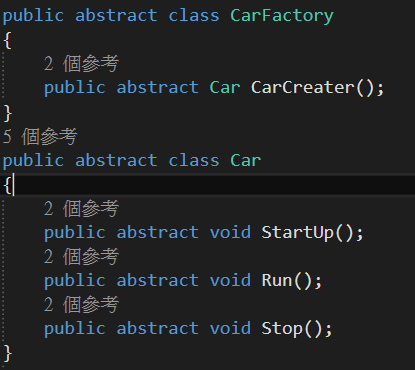 public abstract class CarFactory
{
2 個參考
public abstract Car CarCreater();
}
5 個參考
public abstract class Car
{
2 個參考
public abstract void StartUp();
2 個參考
public abstract void Run();
2 個參考
public abstract void Stop();
}